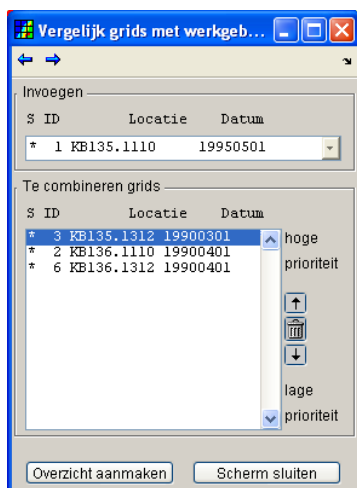 Vergelijk grids met werkgeb...
Invoegen
S ID Locatie Datum
* 1 KB135.1110 19950501
Te combineren grids
S ID Locatie Datum
* 3 KB135.1312 19900301
* 2 KB136.1110 19900401
* 6 KB136.1312 19900401
hoge
prioriteit
lage
prioriteit
Overzicht aanmaken
Scherm sluiten